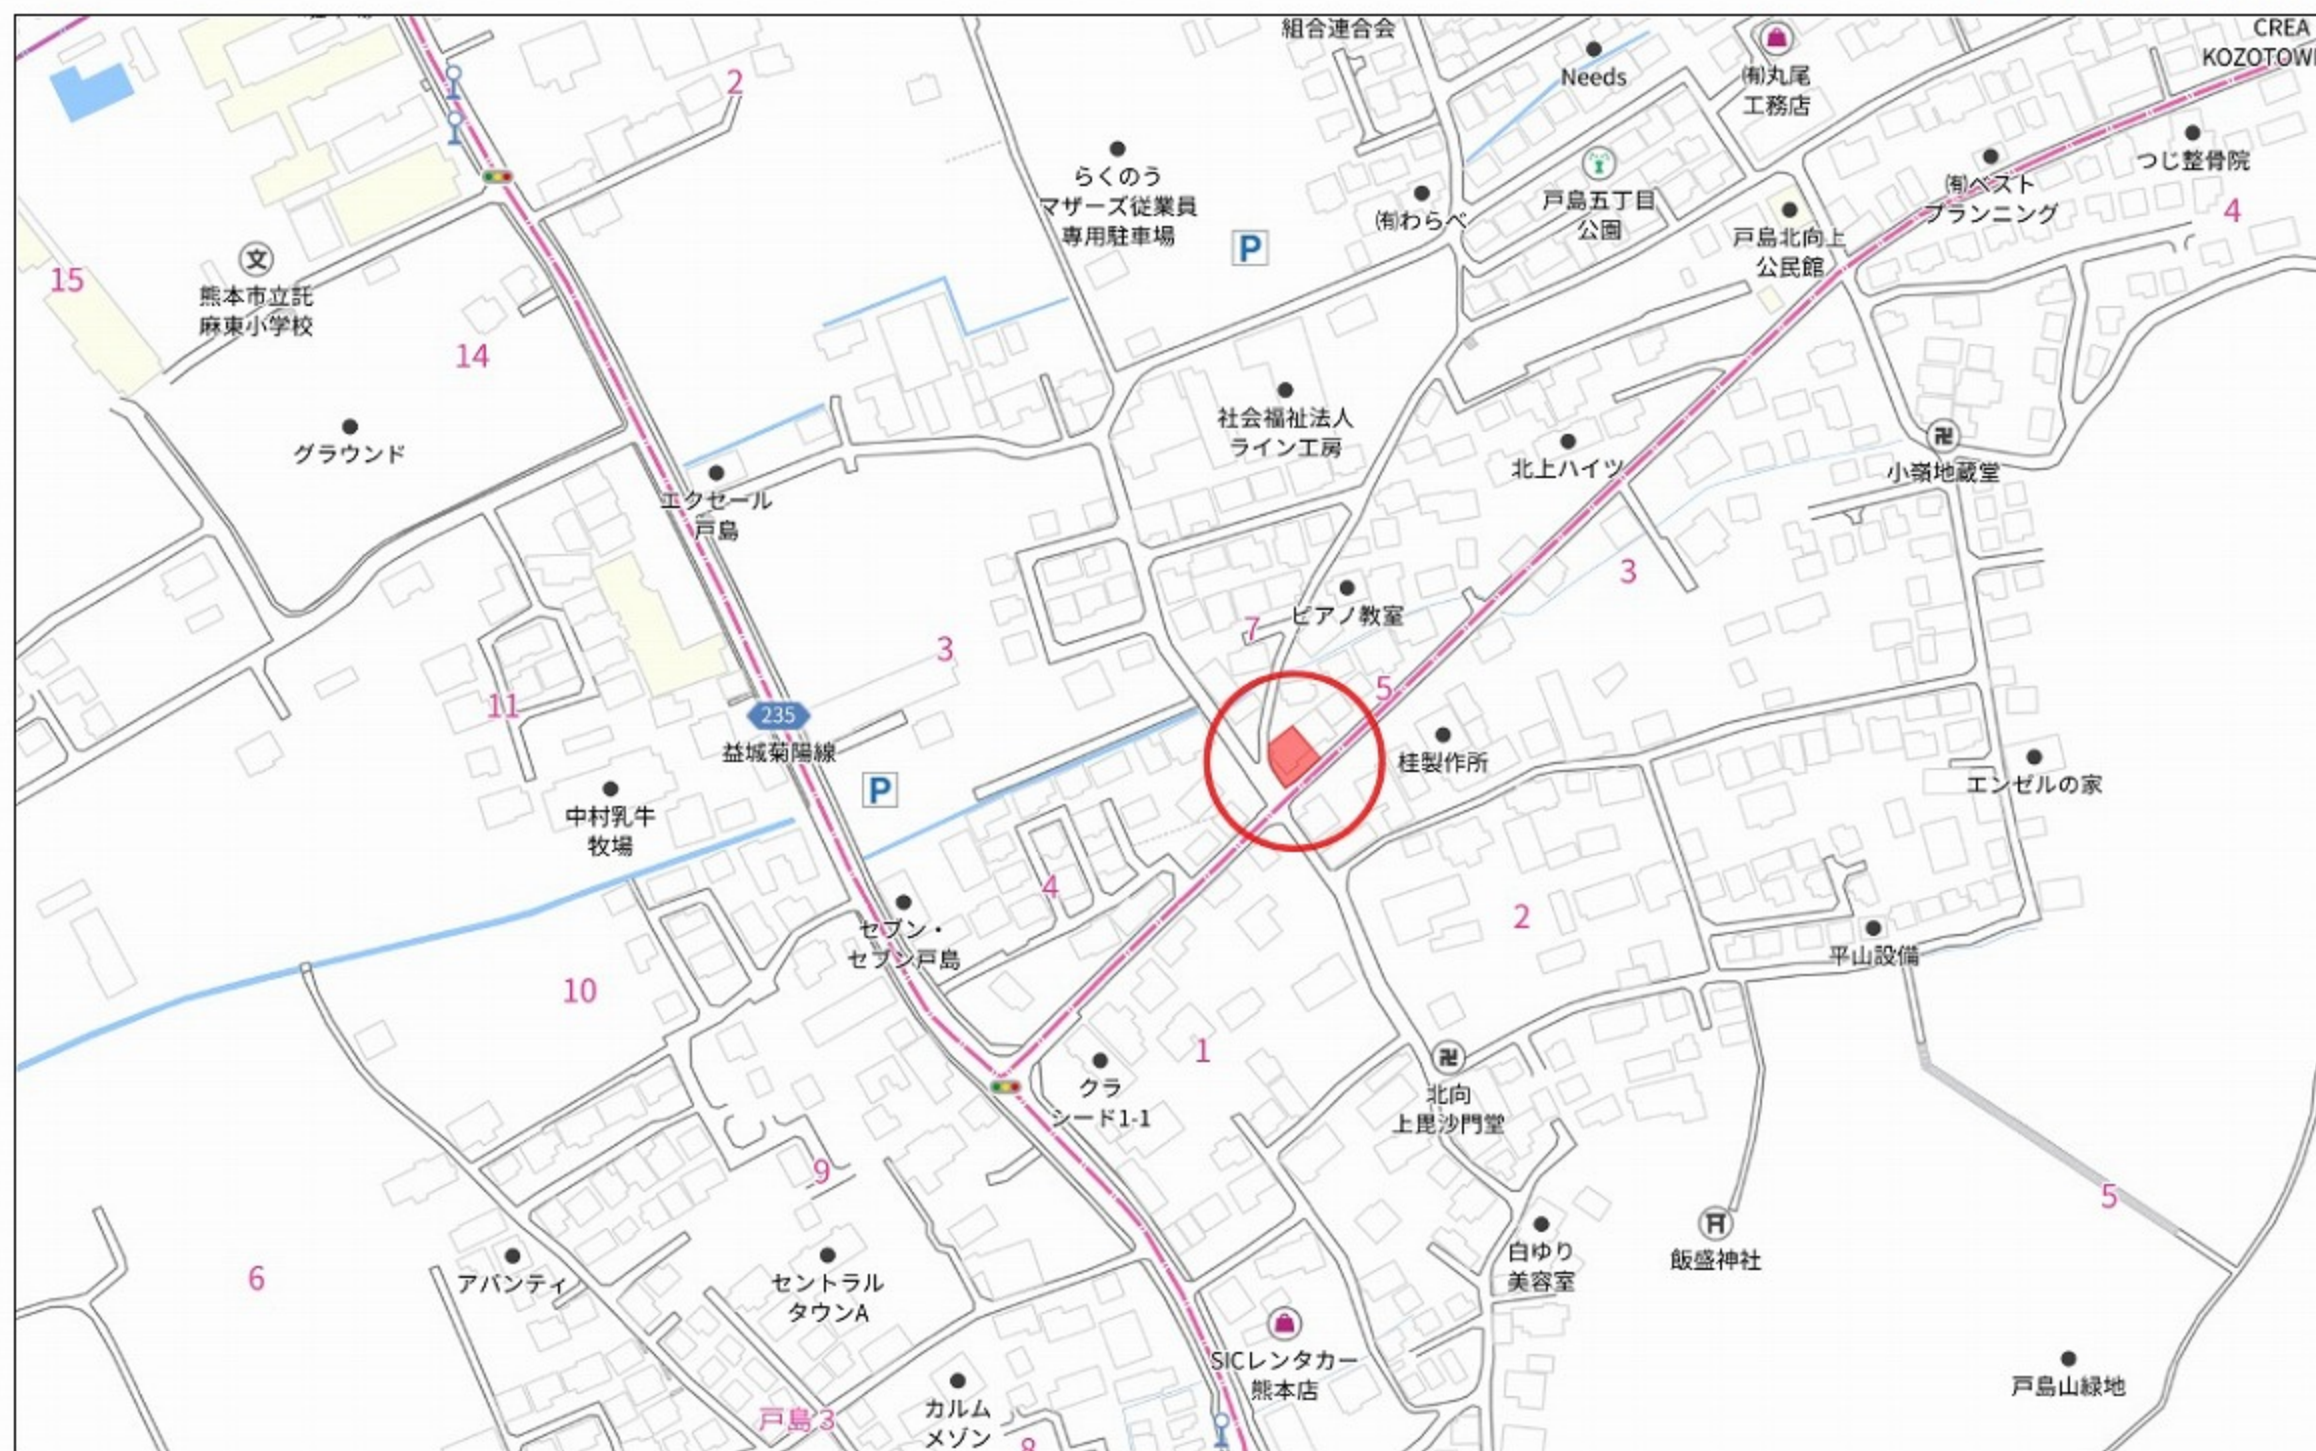 組合連合会
CREA
KOZOTOWN
Needs
㈲丸尾
工務店
2
らくのう
マザーズ従業員
専用駐車場
P
㈲わらべ
戸島五丁目
公園
戸島北向上
公民館
㈲ベスト
プランニング
つじ整骨院
4
15
文
熊本市立託
麻東小学校
14
グラウンド
社会福祉法人
ライン工房
北上ハイツ
卍
小嶺地蔵堂
エクセール
戸島
3
ピアノ教室
7
3
11
5
235
益城菊陽線
P
中村乳牛
牧場
桂製作所
エンゼルの家
4
2
セブン・
セブン戸島
平山設備
10
1
クラ
シード1-1
卍
北向
上毘沙門堂
9
5
6
アバンティ
セントラル
タウンA
白ゆり
美容室
飯盛神社
SICレンタカー
熊本店
戸島山緑地
戸島 3
カルム
メゾン
8